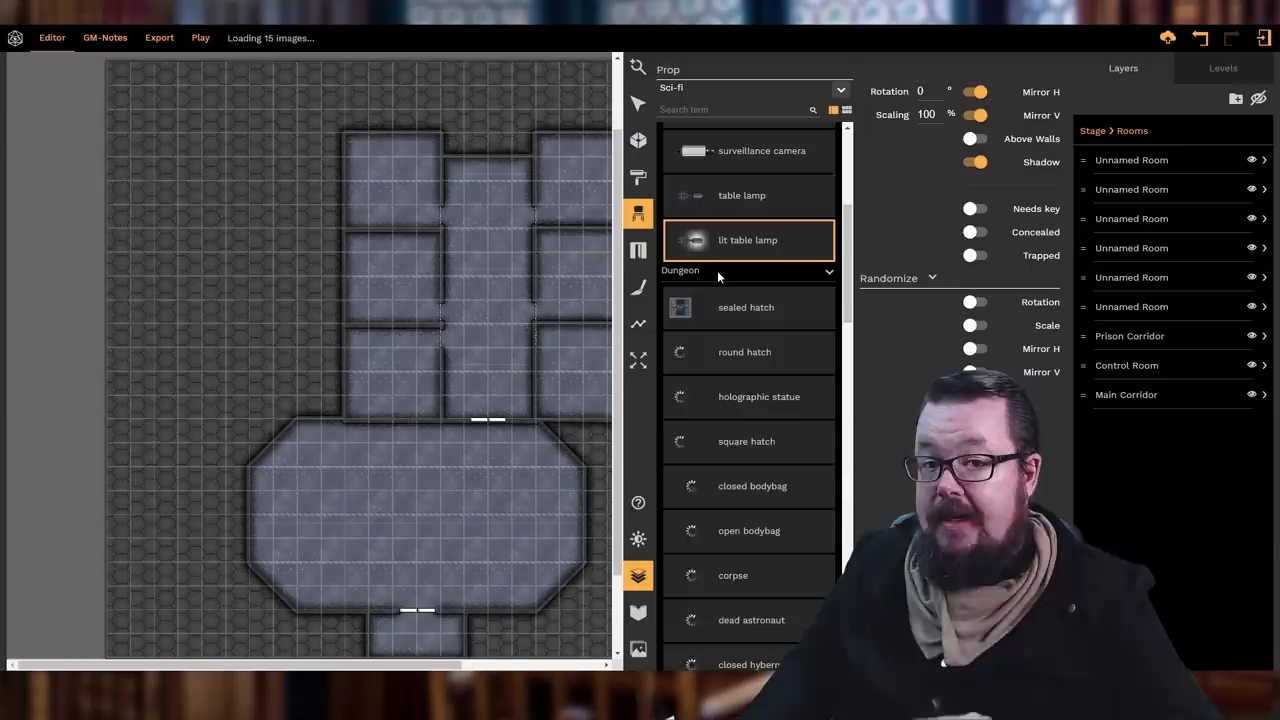 Editor GM-Notes Export Play Loading 15 images...
Prop
Sci-fi
Search term
surveillance camera
table lamp
lit table lamp
Dungeon
sealed hatch
round hatch
holographic statue
square hatch
closed bodybag
open bodybag
corpse
dead astronaut
closed hybern
Rotation 0 °
Scaling 100 %
Mirror H
Mirror V
Above Walls
Shadow
Needs key
Concealed
Trapped
Randomize
Rotation
Scale
Mirror H
Mirror V
Layers Levels
Stage > Rooms
Unnamed Room
Unnamed Room
Unnamed Room
Unnamed Room
Unnamed Room
Unnamed Room
Prison Corridor
Control Room
Main Corridor